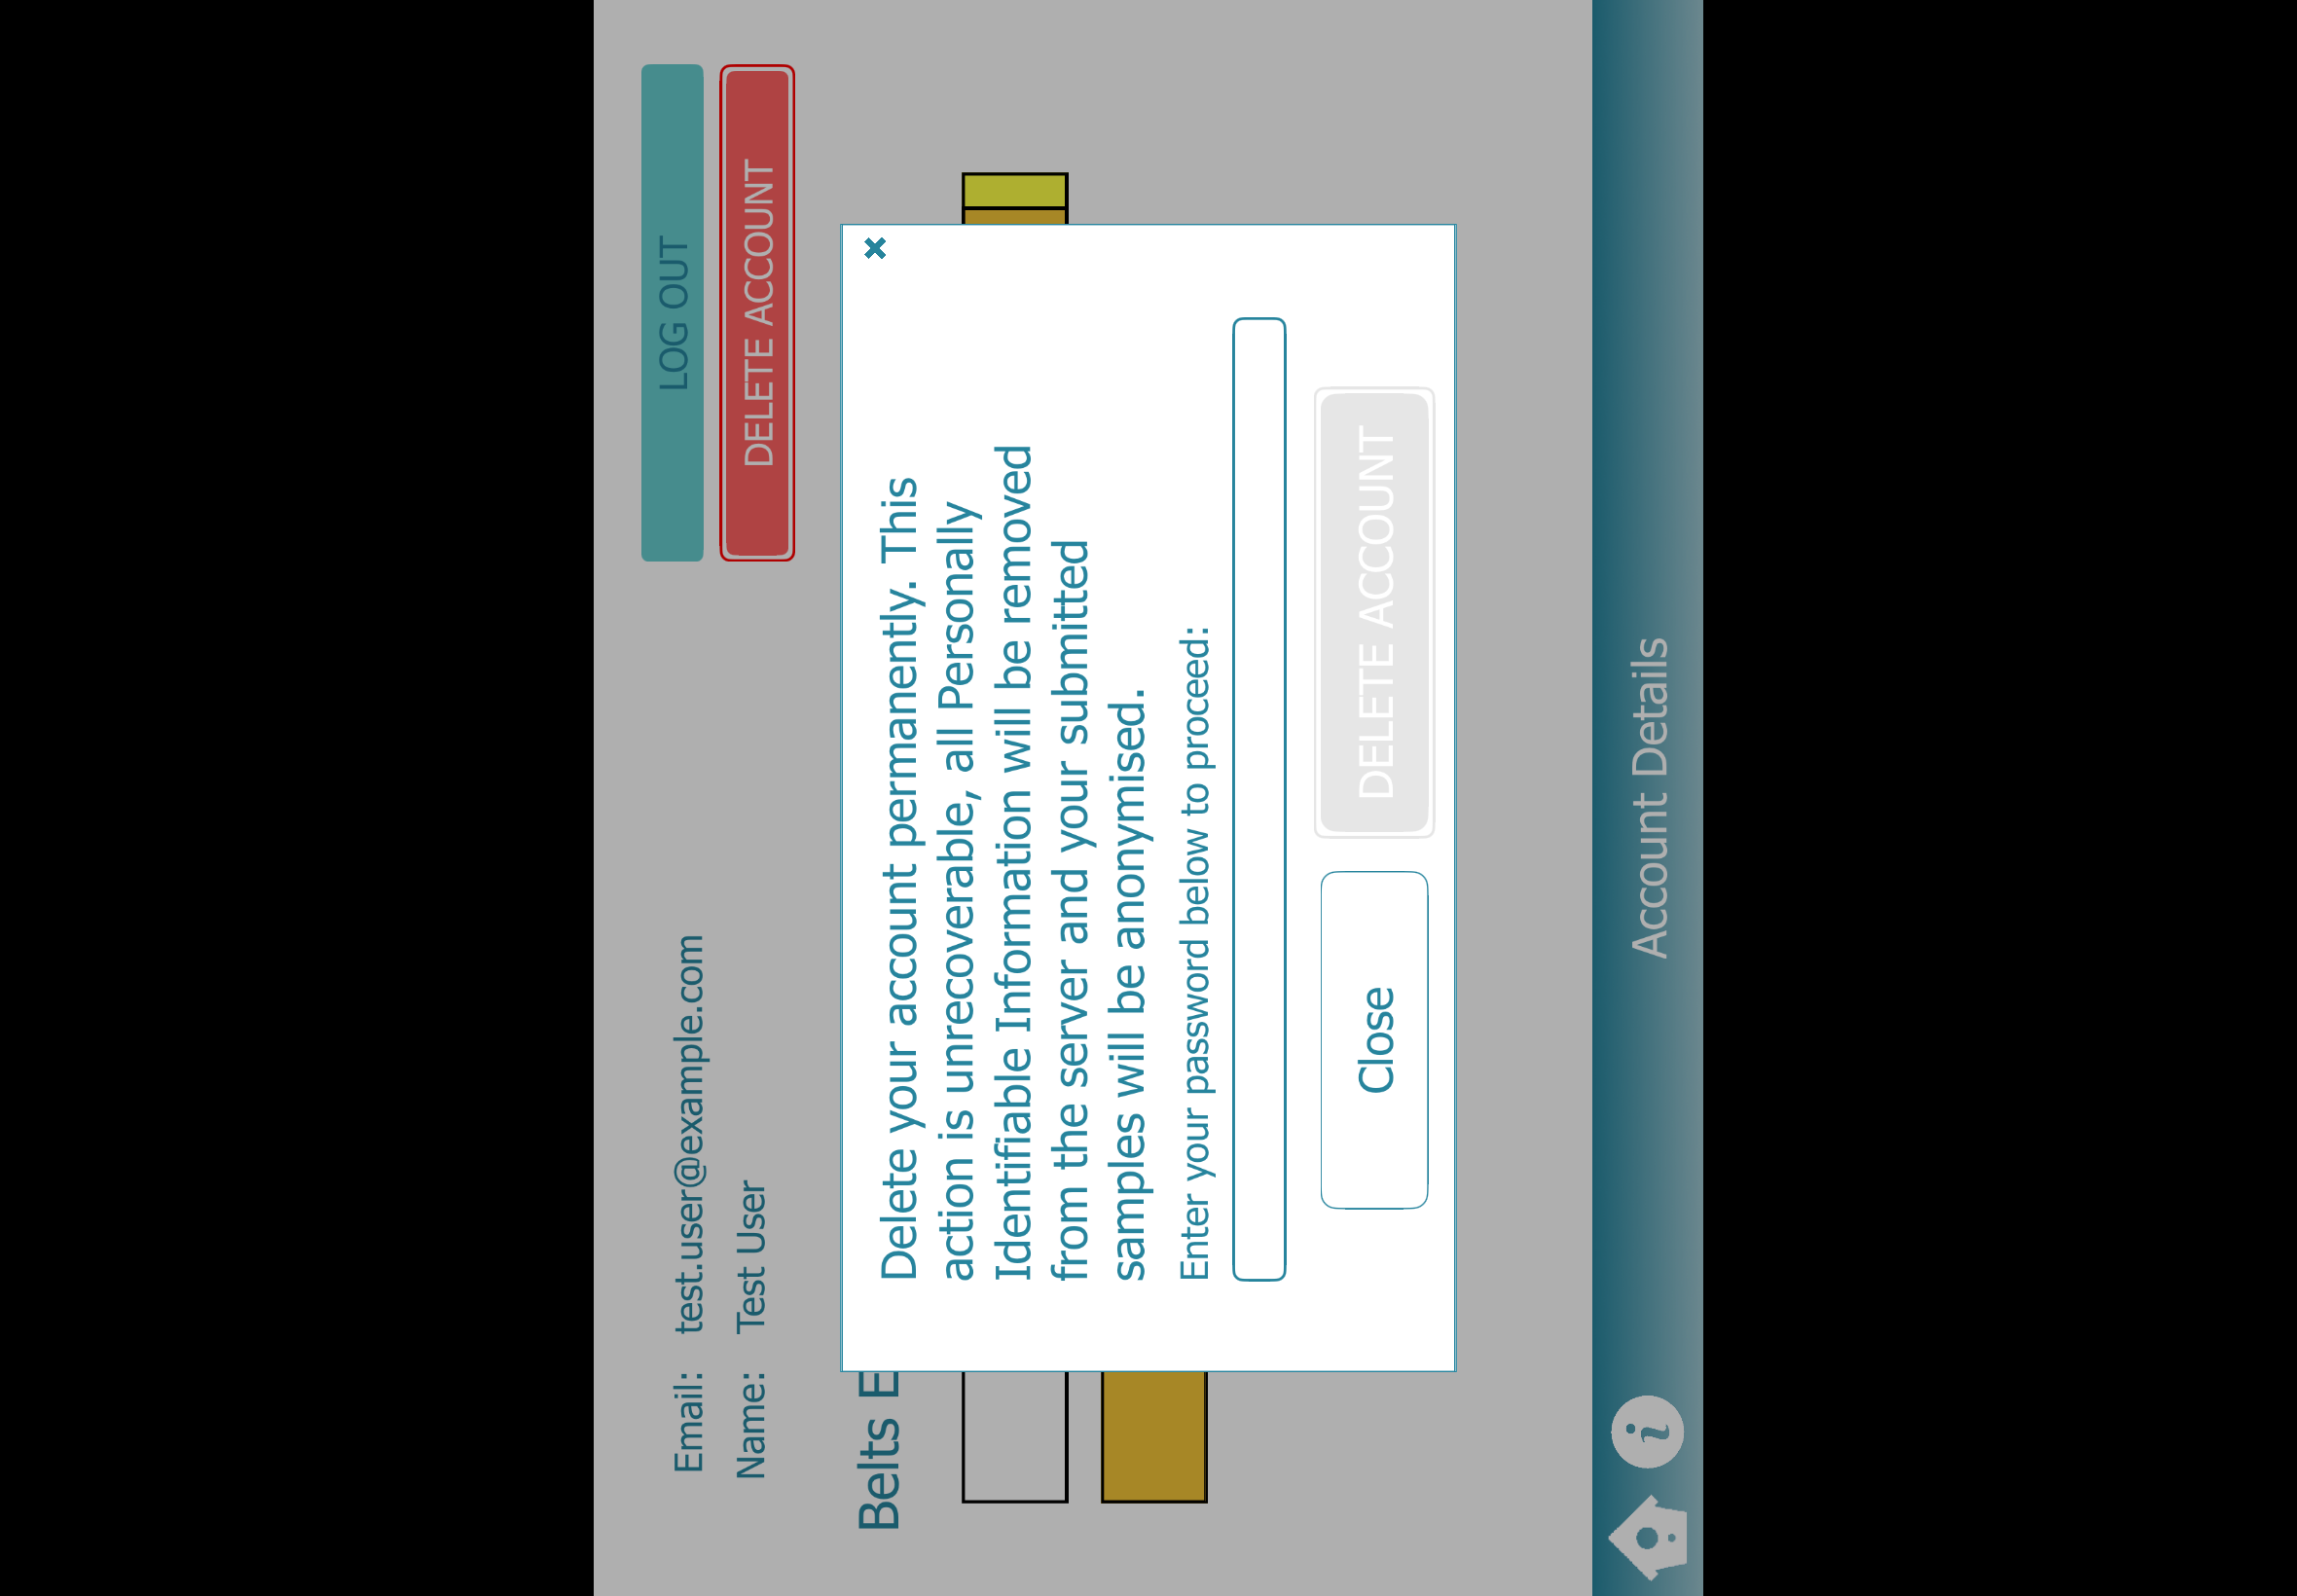 LOG OUT
Email: test.user@example.com
Name: Test User
DELETE ACCOUNT
Belts E
Delete your account permanently. This
action is unrecoverable, all Personally
Identifiable Information will be removed
from the server and your submitted
samples will be anonymised.
Enter your password below to proceed:
Close
DELETE ACCOUNT
Account Details